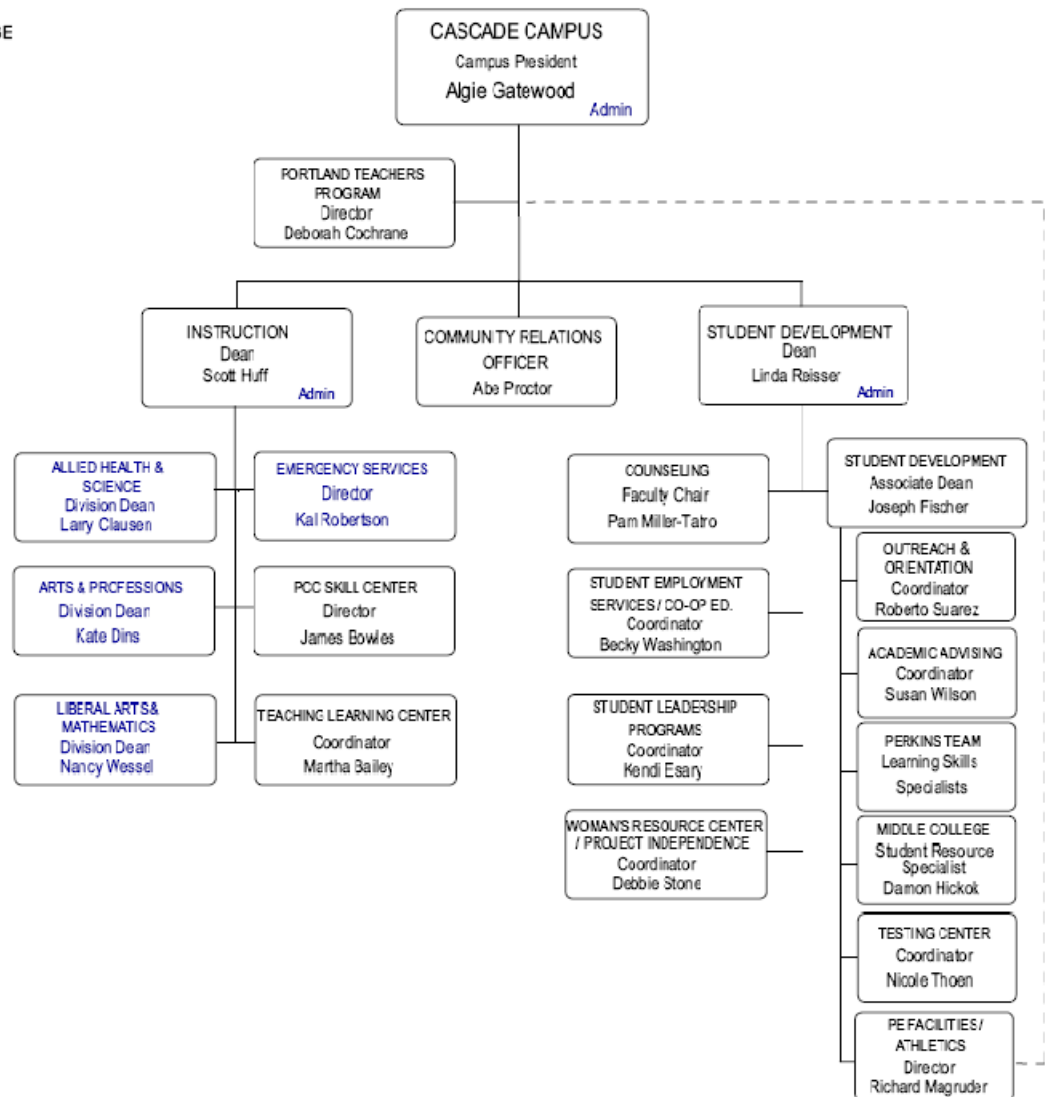 CASCADE CAMPUS
Campus President
Algie Gatewood
Admin
PORTLAND TEACHERS
PROGRAM
Director
Deborah Cochrane
INSTRUCTION
Dean
Scott Huff
Admin
COMMUNITY RELATIONS
OFFICER
Abe Proctor
STUDENT DEVELOPMENT
Dean
Linda Reisser
Admin
ALLIED HEALTH &
SCIENCE
Division Dean
Larry Clausen
EMERGENCY SERVICES
Director
Kal Robertson
ARTS & PROFESSIONS
Division Dean
Kate Dins
PCC SKILL CENTER
Director
James Bowles
LIBERAL ARTS &
MATHEMATICS
Division Dean
Nancy Wessel
TEACHING LEARNING CENTER
Coordinator
Martha Bailey
COUNSELING
Faculty Chair
Pam Miller-Tatro
STUDENT EMPLOYMENT
SERVICES / CO-OP ED.
Coordinator
Becky Washington
STUDENT LEADERSHIP
PROGRAMS
Coordinator
Kendi Esary
WOMAN'S RESOURCE CENTER
/ PROJECT INDEPENDENCE
Coordinator
Debbie Stone
STUDENT DEVELOPMENT
Associate Dean
Joseph Fischer
OUTREACH &
ORIENTATION
Coordinator
Roberto Suarez
ACADEMIC ADVISING
Coordinator
Susan Wilson
PERKINS TEAM
Learning Skills
Specialists
MIDDLE COLLEGE
Student Resource
Specialist
Damon Hickok
TESTING CENTER
Coordinator
Nicole Thoen
PE FACILITIES /
ATHLETICS
Director
Richard Magruder